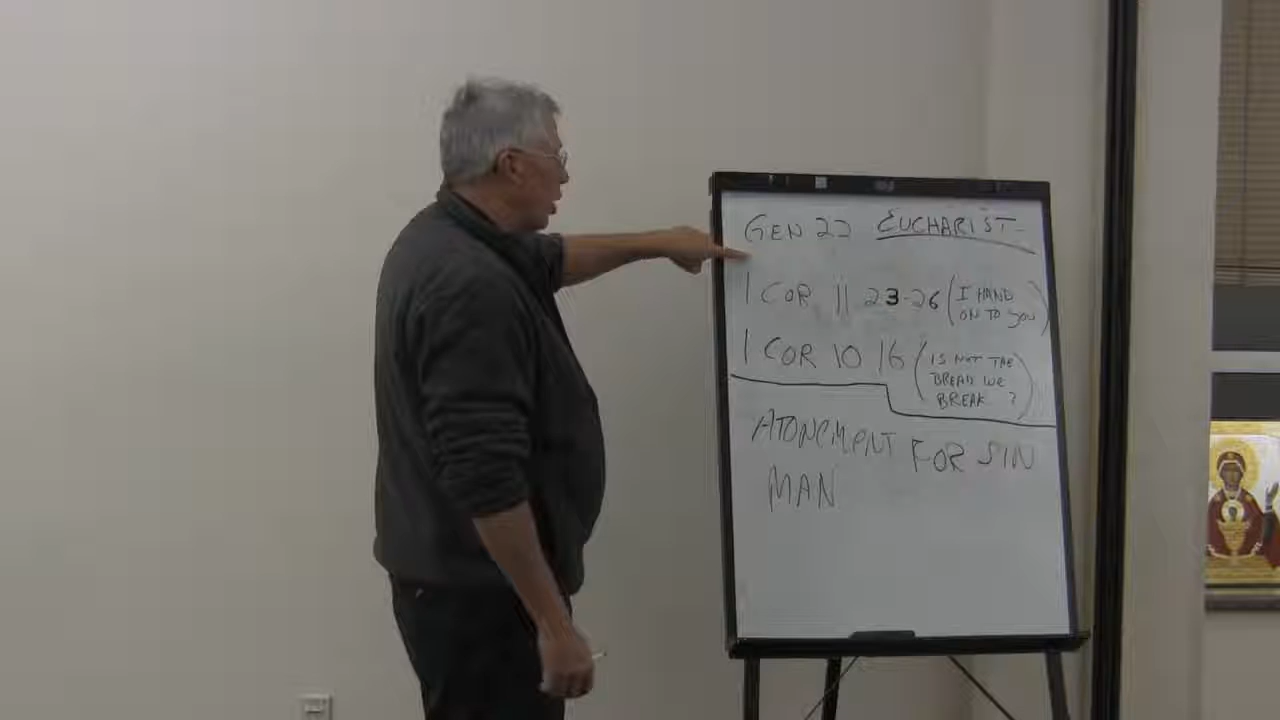 GEN 22 EUCHARIST
1 COR 11 23-26 (I HAND
ON TO YOU)
1 COR 10 16 (IS NOT THE
BREAD WE
BREAK ?)
ATONEMENT FOR SIN
MAN